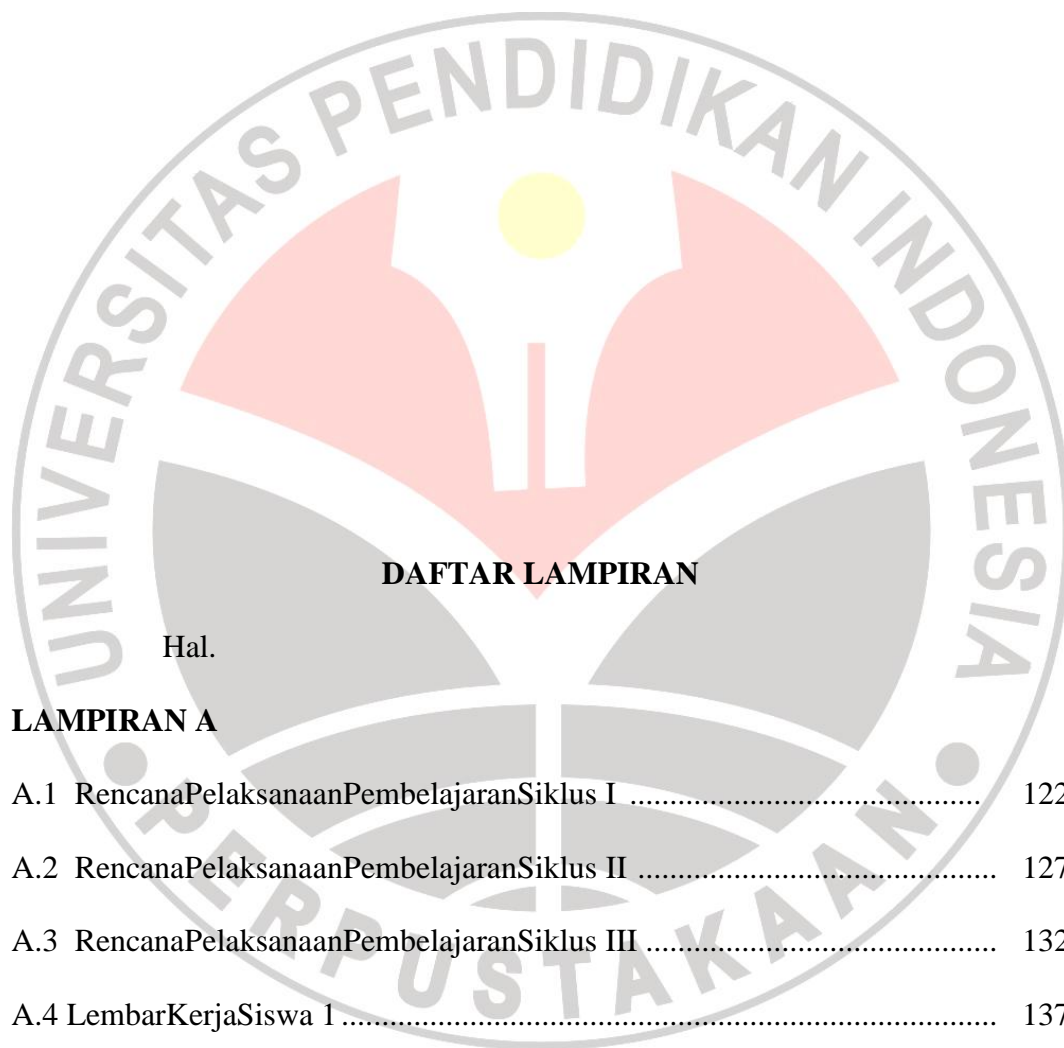 UNIVERSITAS PENDIDIKAN INDONESIA
DAFTAR LAMPIRAN
Hal.
LAMPIRAN A
A.1 RencanaPelaksanaanPembelajaranSiklus I ..................................... 122
A.2 RencanaPelaksanaanPembelajaranSiklus II ...................................... 127
A.3 RencanaPelaksanaanPembelajaranSiklus III ..................................... 132
A.4 LembarKerjaSiswa 1 ..................................................................... 137
PERPUSTAKAAN